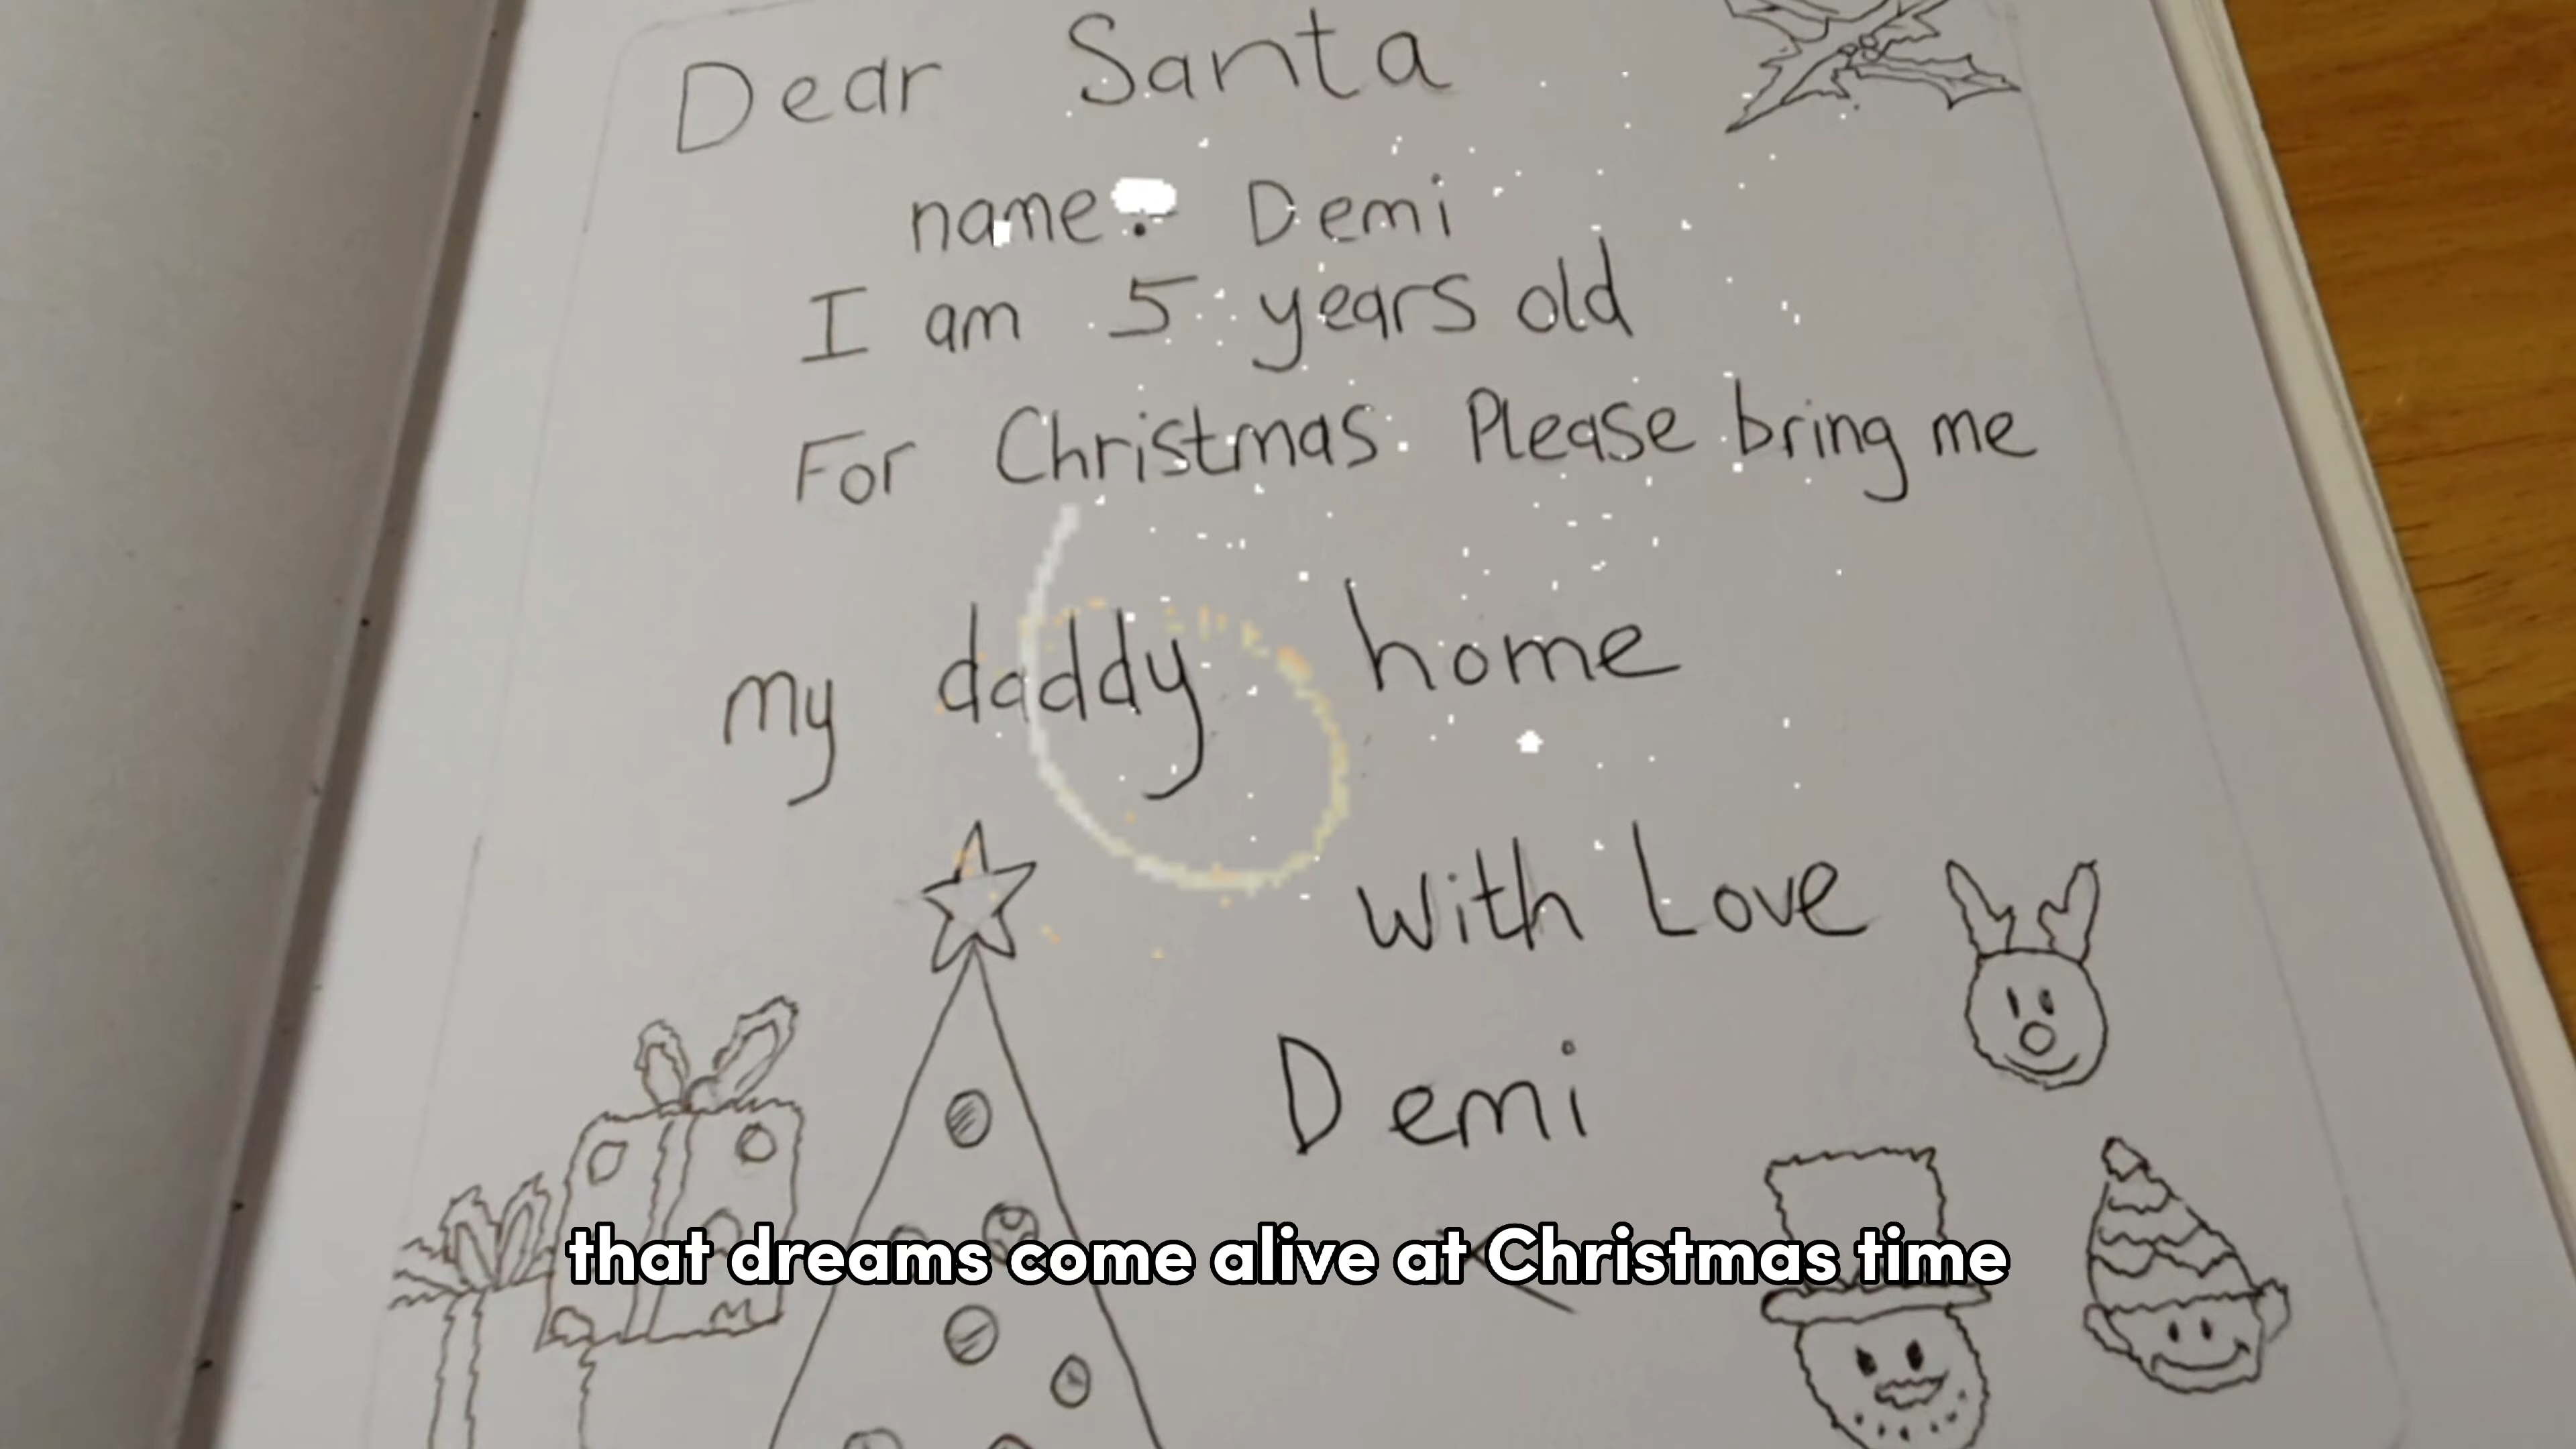 Dear Santa
name: Demi
I am 5 years old
For Christmas Please bring me
my daddy home
With Love
Demi
that dreams come alive at Christmas time